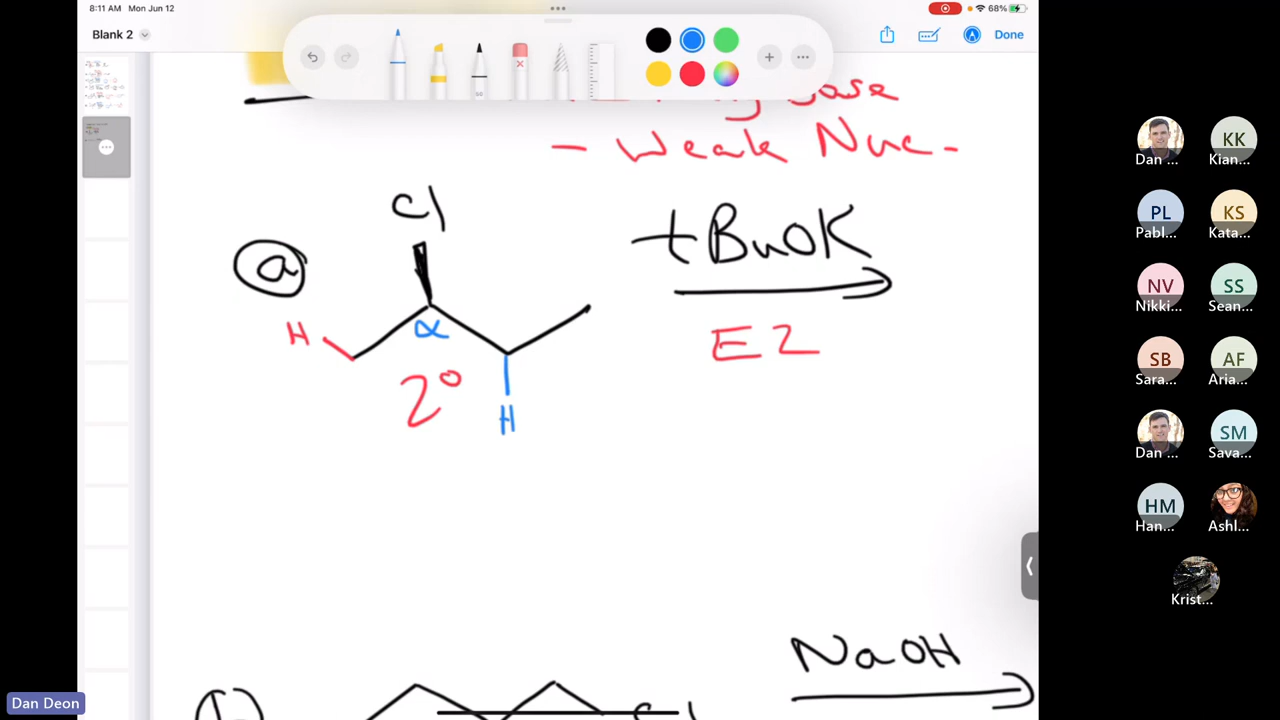 8:11 AM Mon Jun 12
68%
Blank 2
Done
- Weak Nuc.
Cl
a
tBuOK
H
α
E2
2°
H
NaOH
Cl
Dan ...
KK
Kian...
PL
Pabl...
KS
Kata...
NV
Nikki...
SS
Sean...
SB
Sara...
AF
Aria...
Dan ...
SM
Sava...
HM
Han...
Ashl...
Krist...
Dan Deon